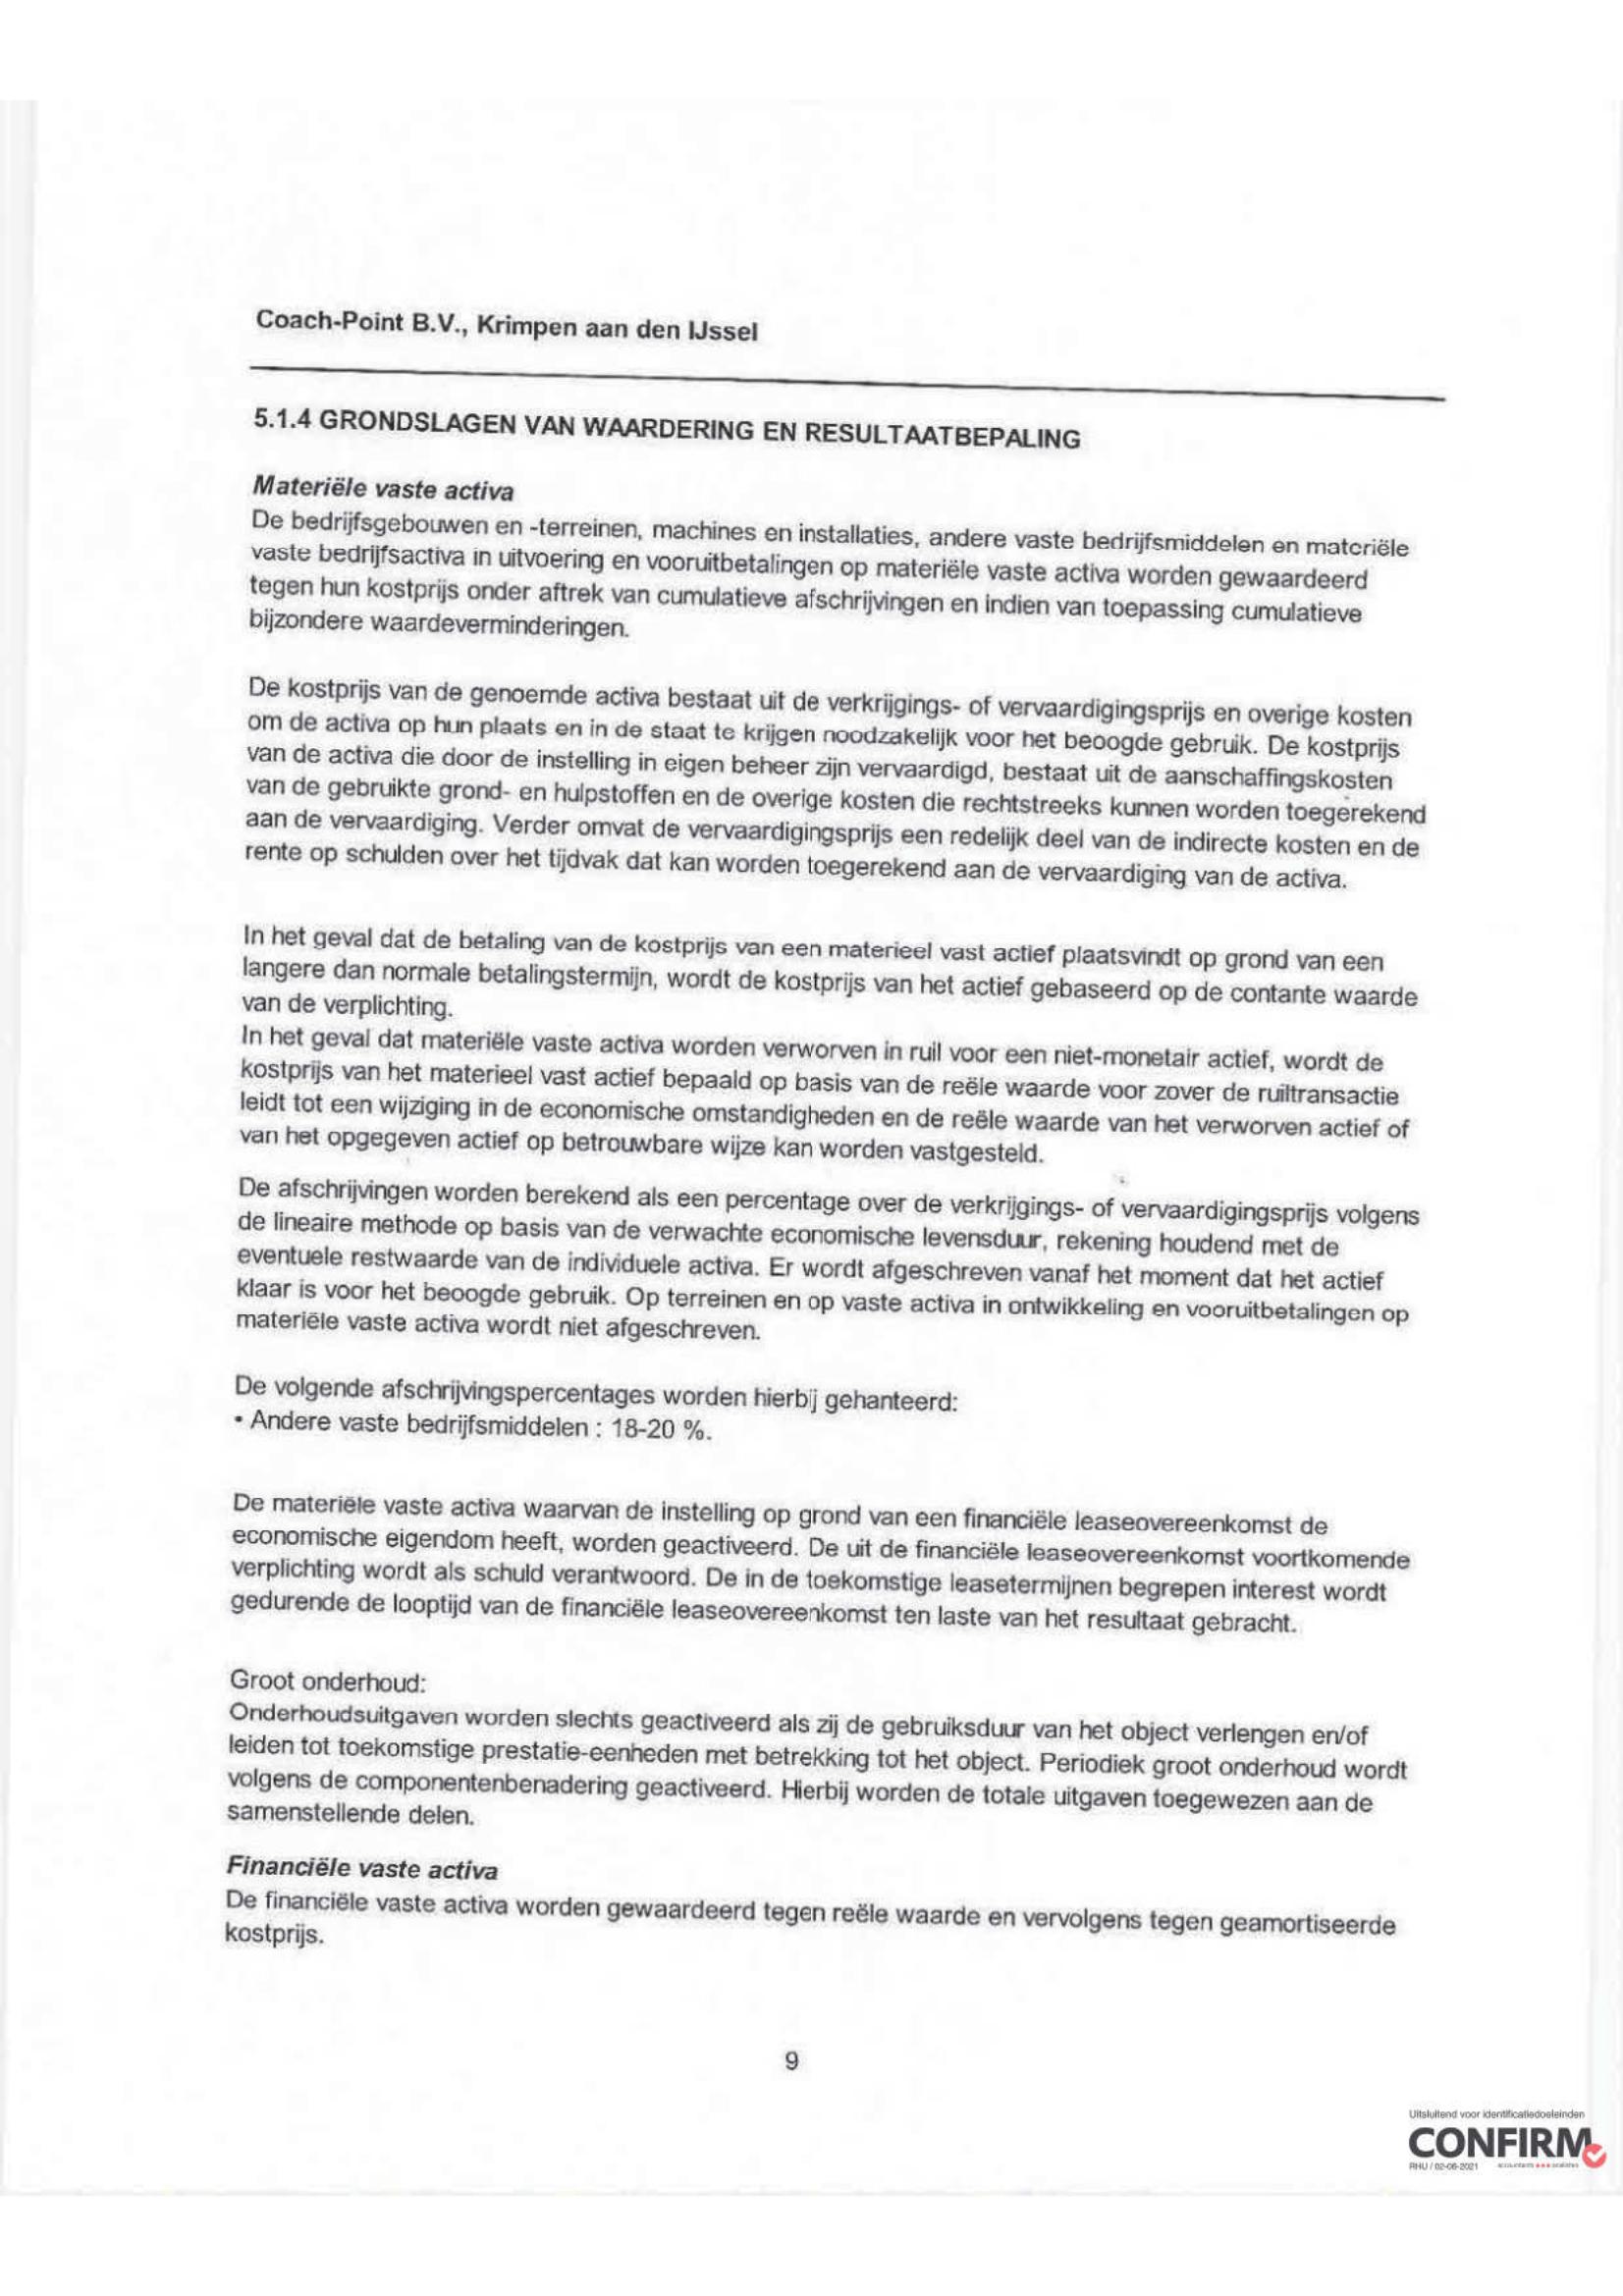 Coach-Point B.V., Krimpen aan den IJssel
5.1.4 GRONDSLAGEN VAN WAARDERING EN RESULTAATBEPALING
Materiële vaste activa
De bedrijfsgebouwen en -terreinen, machines en installaties, andere vaste bedrijfsmiddelen en materiële
vaste bedrijfsactiva in uitvoering en vooruitbetalingen op materiële vaste activa worden gewaardeerd
tegen hun kostprijs onder aftrek van cumulatieve afschrijvingen en indien van toepassing cumulatieve
bijzondere waardeverminderingen.
De kostprijs van de genoemde activa bestaat uit de verkrijgings- of vervaardigingsprijs en overige kosten
om de activa op hun plaats en in de staat te krijgen noodzakelijk voor het beoogde gebruik. De kostprijs
van de activa die door de instelling in eigen beheer zijn vervaardigd, bestaat uit de aanschaffingskosten
van de gebruikte grond- en hulpstoffen en de overige kosten die rechtstreeks kunnen worden toegerekend
aan de vervaardiging. Verder omvat de vervaardigingsprijs een redelijk deel van de indirecte kosten en de
rente op schulden over het tijdvak dat kan worden toegerekend aan de vervaardiging van de activa.
In het geval dat de betaling van de kostprijs van een materieel vast actief plaatsvindt op grond van een
langere dan normale betalingstermijn, wordt de kostprijs van het actief gebaseerd op de contante waarde
van de verplichting.
In het geval dat materiële vaste activa worden verworven in ruil voor een niet-monetair actief, wordt de
kostprijs van het materieel vast actief bepaald op basis van de reële waarde voor zover de ruiltransactie
leidt tot een wijziging in de economische omstandigheden en de reële waarde van het verworven actief of
van het opgegeven actief op betrouwbare wijze kan worden vastgesteld.
De afschrijvingen worden berekend als een percentage over de verkrijgings- of vervaardigingsprijs volgens
de lineaire methode op basis van de verwachte economische levensduur, rekening houdend met de
eventuele restwaarde van de individuele activa. Er wordt afgeschreven vanaf het moment dat het actief
klaar is voor het beoogde gebruik. Op terreinen en op vaste activa in ontwikkeling en vooruitbetalingen op
materiële vaste activa wordt niet afgeschreven.
De volgende afschrijvingspercentages worden hierbij gehanteerd:
• Andere vaste bedrijfsmiddelen : 18-20 %.
De materiële vaste activa waarvan de instelling op grond van een financiële leaseovereenkomst de
economische eigendom heeft, worden geactiveerd. De uit de financiële leaseovereenkomst voortkomende
verplichting wordt als schuld verantwoord. De in de toekomstige leasetermijnen begrepen interest wordt
gedurende de looptijd van de financiële leaseovereenkomst ten laste van het resultaat gebracht.
Groot onderhoud:
Onderhoudsuitgaven worden slechts geactiveerd als zij de gebruiksduur van het object verlengen en/of
leiden tot toekomstige prestatie-eenheden met betrekking tot het object. Periodiek groot onderhoud wordt
volgens de componentenbenadering geactiveerd. Hierbij worden de totale uitgaven toegewezen aan de
samenstellende delen.
Financiële vaste activa
De financiële vaste activa worden gewaardeerd tegen reële waarde en vervolgens tegen geamortiseerde
kostprijs.
9
Uitsluitend voor identificatiedoeleinden
CONFIRM
RHU / 02-06-2021